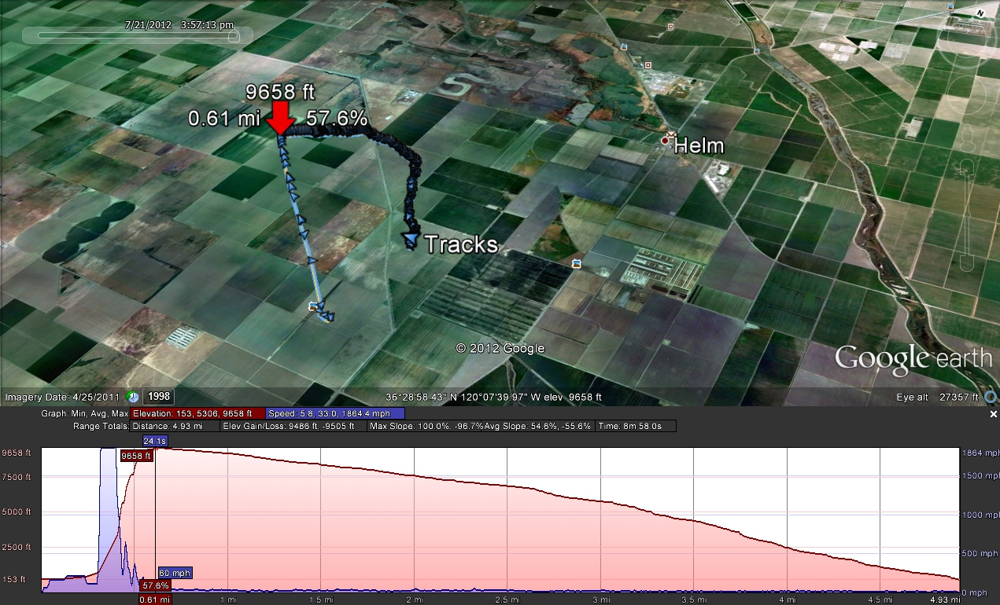 7/21/2012 3:57:13 pm
N
9658 ft
0.61 mi 57.6%
Helm
Tracks
© 2012 Google
Google earth
Imagery Date: 4/25/2011 1998 36°28'58.43" N 120°07'39.97" W elev 9658 ft Eye alt 27357 ft
Graph: Min, Avg, Max Elevation: 153, 5306, 9658 ft Speed: 5.8, 33.0, 1864.4 mph
Range Totals: Distance: 4.93 mi Elev Gain/Loss: 9486 ft, -9505 ft Max Slope: 100.0%, -96.7% Avg Slope: 54.6%, -55.6% Time: 8m 58.0s
24.1s
9658 ft 9658 ft 1864 mph
7500 ft 1500 mph
5000 ft 1000 mph
2500 ft 500 mph
60 mph
153 ft 57.6%
0 mph
0.61 mi 1 mi 1.5 mi 2 mi 2.5 mi 3 mi 3.5 mi 4 mi 4.5 mi 4.93 mi